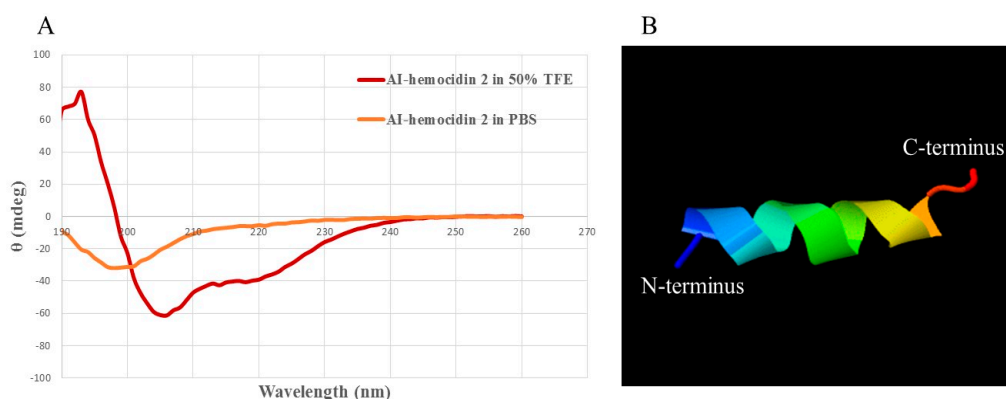 A
B
100
80
60
40
20
0
-20
-40
-60
-80
-100
θ (mdeg)
190 200 210 220 230 240 250 260 270
Wavelength (nm)
AI-hemocidin 2 in 50% TFE
AI-hemocidin 2 in PBS
C-terminus
N-terminus